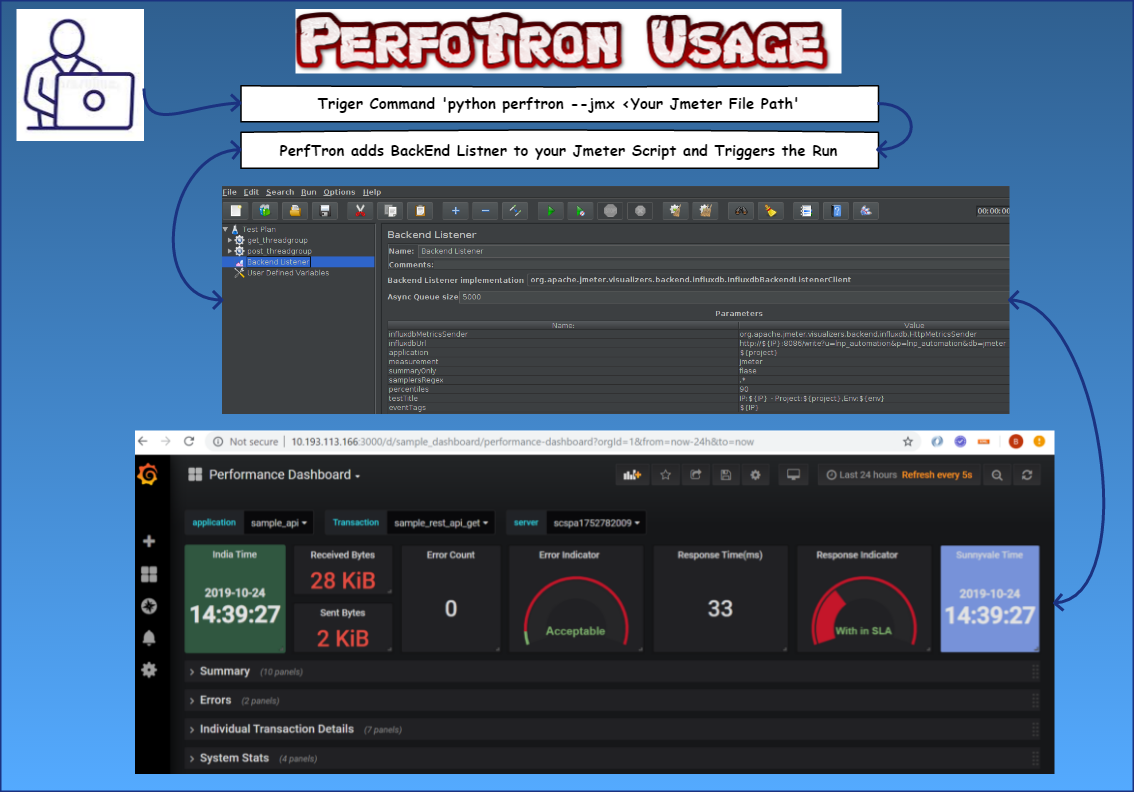 PerfoTron Usage
Triger Command 'python perftron --jmx <Your Jmeter File Path'
PerfTron adds BackEnd Listner to your Jmeter Script and Triggers the Run
File Edit Search Run Options Help
00:00:00
Test Plan
get_threadgroup
post_threadgroup
Backend Listener
User Defined Variables
Backend Listener
Name: Backend Listener
Comments:
Backend Listener implementation org.apache.jmeter.visualizers.backend.influxdb.InfluxdbBackendListenerClient
Async Queue size 5000
Parameters
Name: Value
influxdbMetricsSender org.apache.jmeter.visualizers.backend.influxdb.HttpMetricsSender
influxdbUrl http://${IP}:8086/write?u=lnp_automation&p=lnp_automation&db=jmeter
application ${project}
measurement jmeter
summaryOnly flase
samplersRegex .*
percentiles 90
testTitle IP:${IP} - Project:${project},Env:${env}
eventTags ${IP}
Not secure | 10.193.113.166:3000/d/sample_dashboard/performance-dashboard?orgId=1&from=now-24h&to=now
B
Performance Dashboard
Last 24 hours Refresh every 5s
application sample_api Transaction sample_rest_api_get server scspa1752782009
India Time
2019-10-24
14:39:27
Received Bytes
28 KiB
Sent Bytes
2 KiB
Error Count
0
Error Indicator
Acceptable
Response Time(ms)
33
Response Indicator
With in SLA
Sunnyvale Time
2019-10-24
14:39:27
Summary (10 panels)
Errors (2 panels)
Individual Transaction Details (7 panels)
System Stats (4 panels)